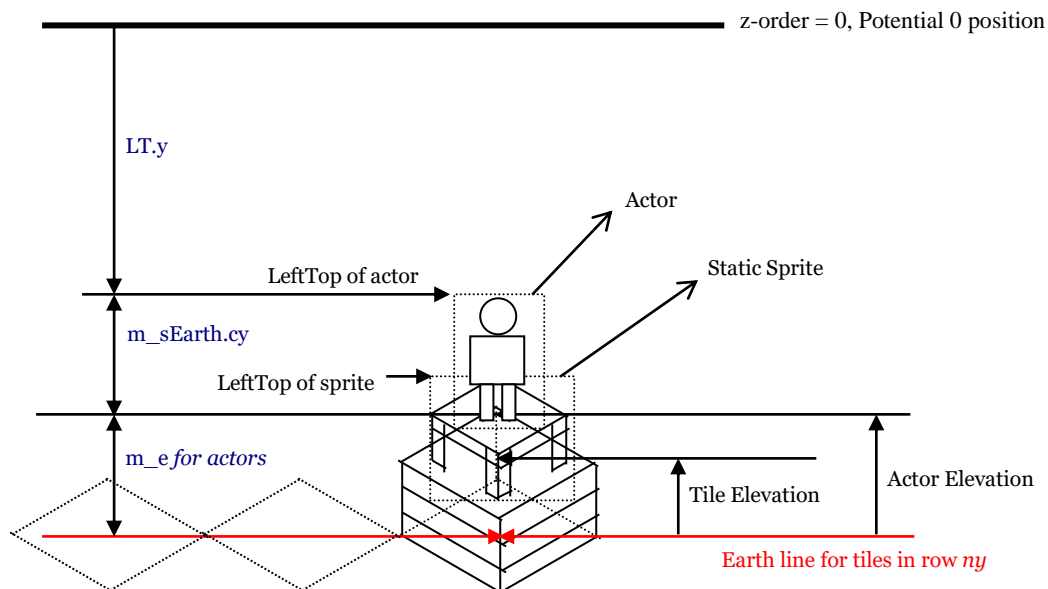 z-order = 0, Potential 0 position
LT.y
Actor
Static Sprite
LeftTop of actor
m_sEarth.cy
LeftTop of sprite
m_e for actors
Tile Elevation
Actor Elevation
Earth line for tiles in row ny